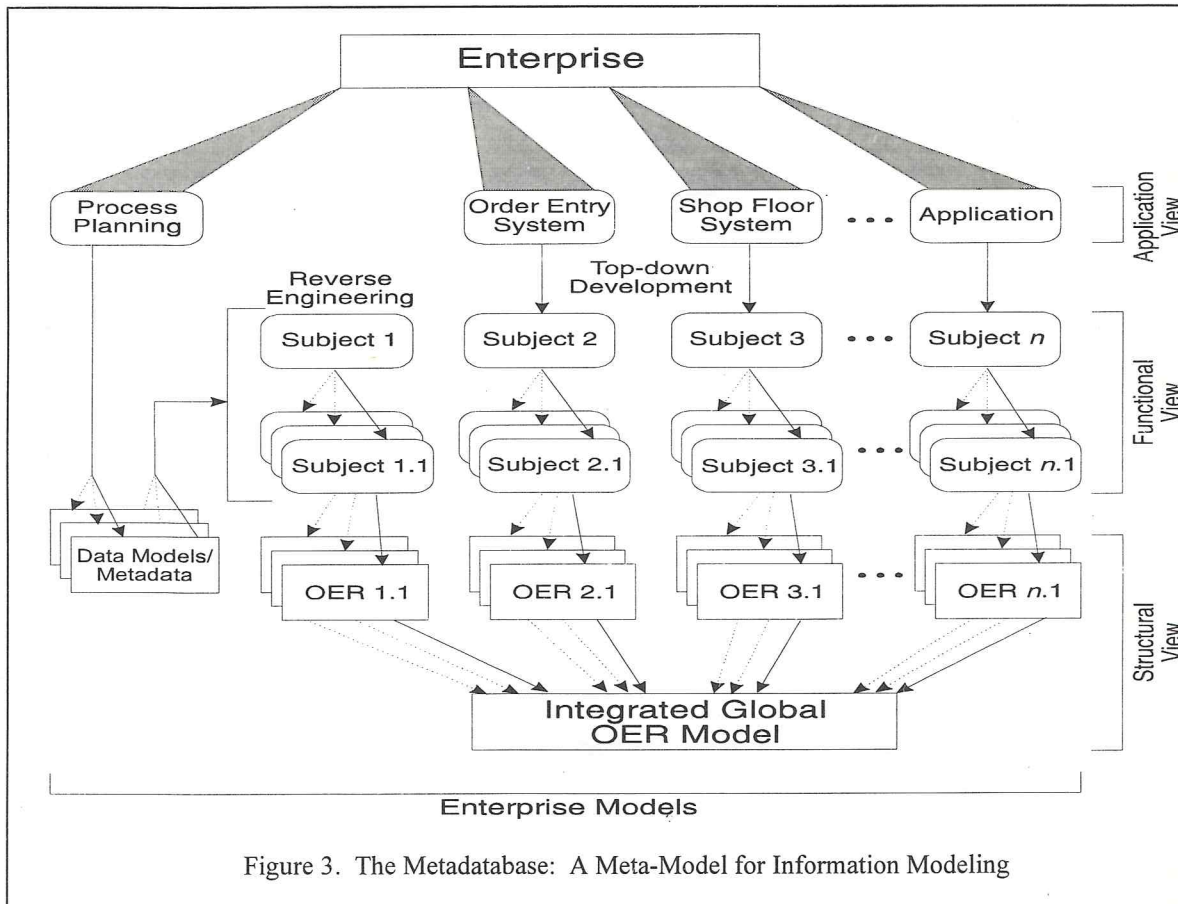 Enterprise
Process
Planning
Order Entry
System
Shop Floor
System
Application
Application
View
Reverse
Engineering
Top-down
Development
Subject 1
Subject 2
Subject 3
Subject n
Functional
View
Subject 1.1
Subject 2.1
Subject 3.1
Subject n.1
Data Models/
Metadata
OER 1.1
OER 2.1
OER 3.1
OER n.1
Structural
View
Integrated Global
OER Model
Enterprise Models
Figure 3. The Metadatabase: A Meta-Model for Information Modeling